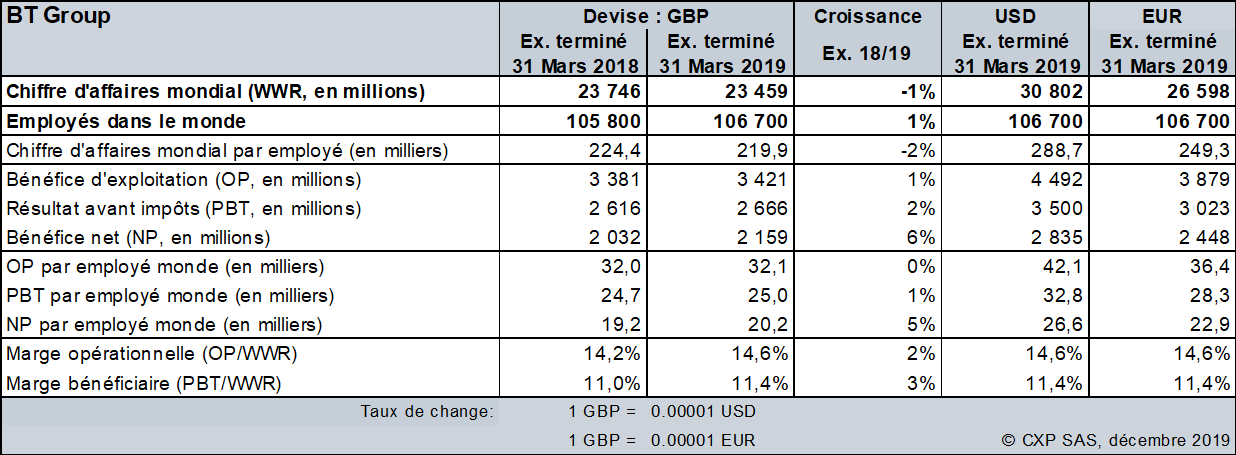 BT Group Devise : GBP Croissance USD EUR
Ex. terminé Ex. terminé Ex. 18/19 Ex. terminé Ex. terminé
31 Mars 2018 31 Mars 2019 31 Mars 2019 31 Mars 2019
Chiffre d'affaires mondial (WWR, en millions) 23 746 23 459 -1% 30 802 26 598
Employés dans le monde 105 800 106 700 1% 106 700 106 700
Chiffre d'affaires mondial par employé (en milliers) 224,4 219,9 -2% 288,7 249,3
Bénéfice d'exploitation (OP, en millions) 3 381 3 421 1% 4 492 3 879
Résultat avant impôts (PBT, en millions) 2 616 2 666 2% 3 500 3 023
Bénéfice net (NP, en millions) 2 032 2 159 6% 2 835 2 448
OP par employé monde (en milliers) 32,0 32,1 0% 42,1 36,4
PBT par employé monde (en milliers) 24,7 25,0 1% 32,8 28,3
NP par employé monde (en milliers) 19,2 20,2 5% 26,6 22,9
Marge opérationnelle (OP/WWR) 14,2% 14,6% 2% 14,6% 14,6%
Marge bénéficiaire (PBT/WWR) 11,0% 11,4% 3% 11,4% 11,4%
Taux de change: 1 GBP = 0.00001 USD
1 GBP = 0.00001 EUR © CXP SAS, décembre 2019